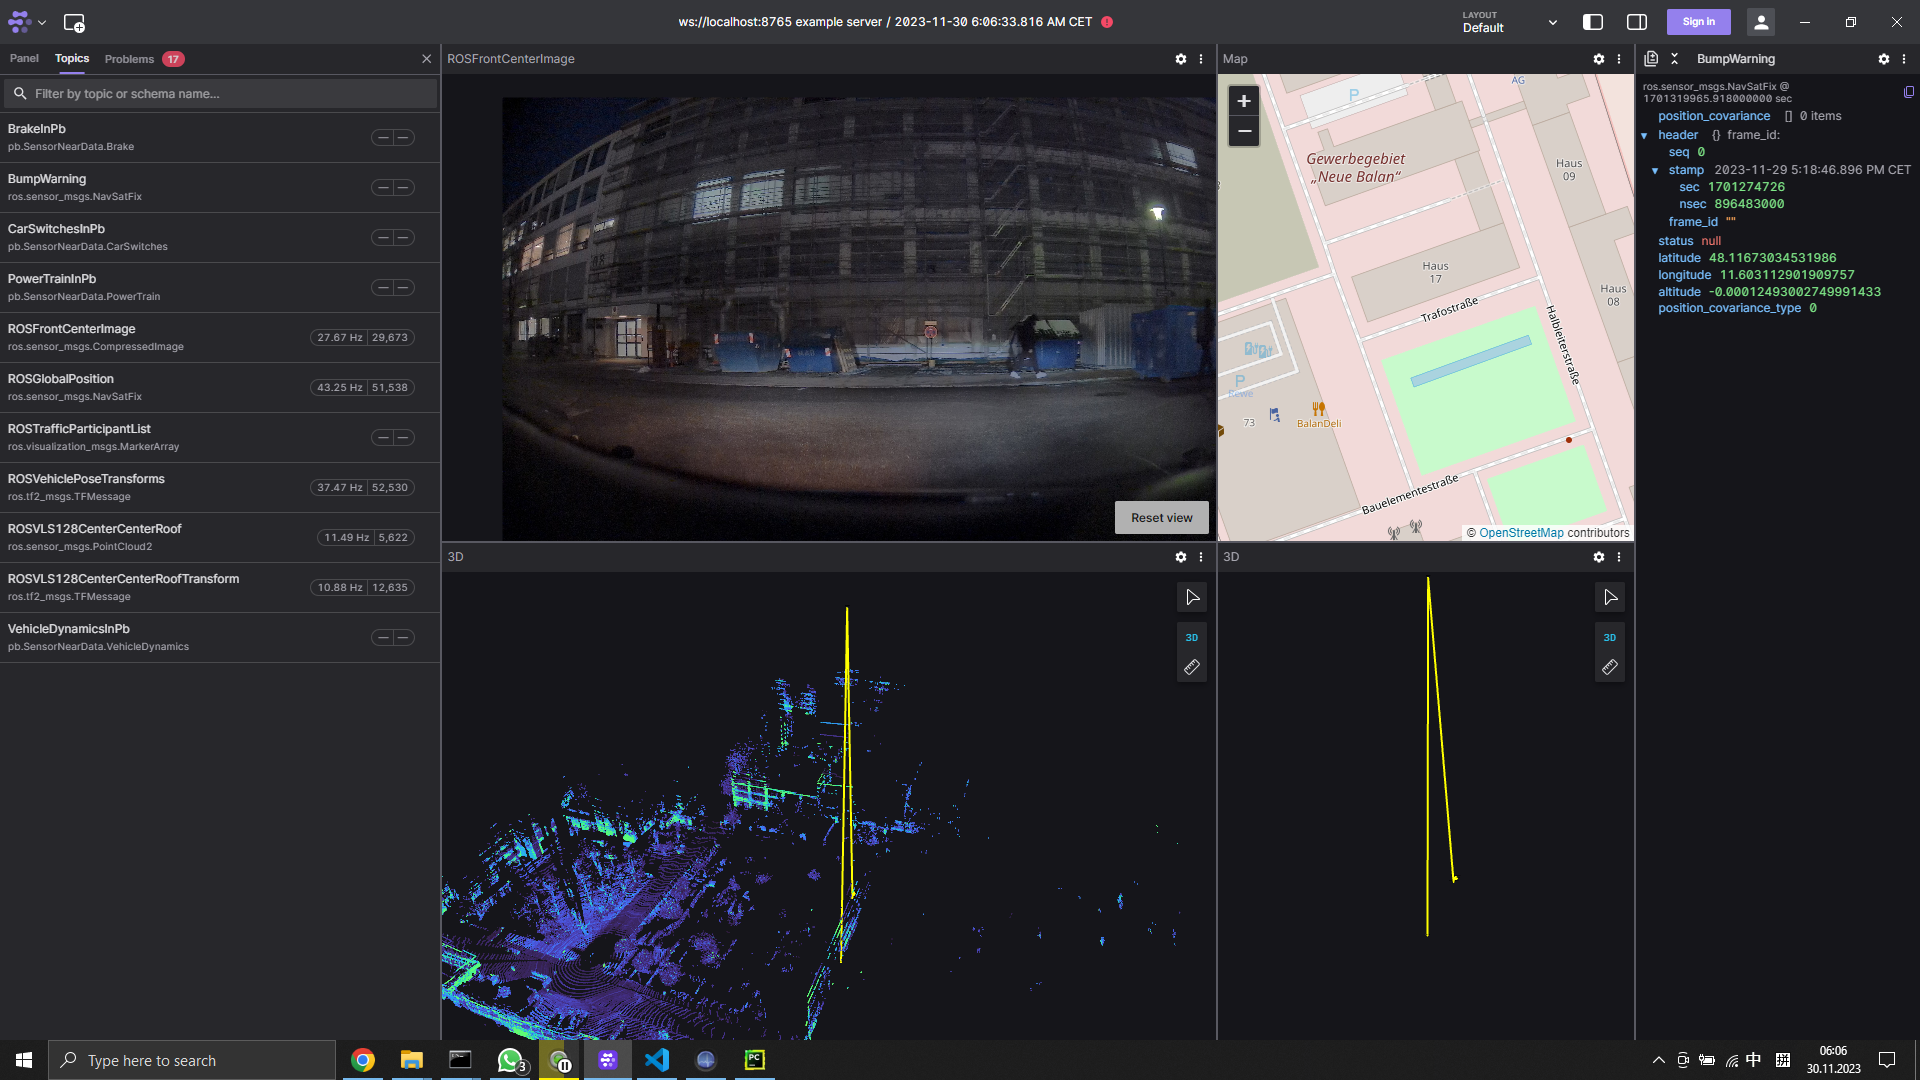 ws://localhost:8765 example server / 2023-11-30 6:06:33.816 AM CET
LAYOUT
Default
Sign in
Panel
Topics
Problems
17
Filter by topic or schema name...
BrakeInPb
pb.SensorNearData.Brake
— —
BumpWarning
ros.sensor_msgs.NavSatFix
— —
CarSwitchesInPb
pb.SensorNearData.CarSwitches
— —
PowerTrainInPb
pb.SensorNearData.PowerTrain
— —
ROSFrontCenterImage
ros.sensor_msgs.CompressedImage
27.67 Hz 29,673
ROSGlobalPosition
ros.sensor_msgs.NavSatFix
43.25 Hz 51,538
ROSTrafficParticipantList
ros.visualization_msgs.MarkerArray
— —
ROSVehiclePoseTransforms
ros.tf2_msgs.TFMessage
37.47 Hz 52,530
ROSVLS128CenterCenterRoof
ros.sensor_msgs.PointCloud2
11.49 Hz 5,622
ROSVLS128CenterCenterRoofTransform
ros.tf2_msgs.TFMessage
10.88 Hz 12,635
VehicleDynamicsInPb
pb.SensorNearData.VehicleDynamics
— —
ROSFrontCenterImage
Reset view
Map
+
−
AG
P
Gewerbegebiet
„Neue Balan“
Haus
09
Haus
17
Haus
08
Trafostraße
Halbleiterstraße
P
Rewe
73
BalanDeli
Bauelementestraße
© OpenStreetMap contributors
3D
3D
3D
3D
BumpWarning
ros.sensor_msgs.NavSatFix @
1701319965.918000000 sec
position_covariance [] 0 items
header {} frame_id:
seq 0
stamp 2023-11-29 5:18:46.896 PM CET
sec 1701274726
nsec 896483000
frame_id ""
status null
latitude 48.11673034531986
longitude 11.603112901909757
altitude -0.00012493002749991433
position_covariance_type 0
Type here to search
3
PC
中
06:06
30.11.2023